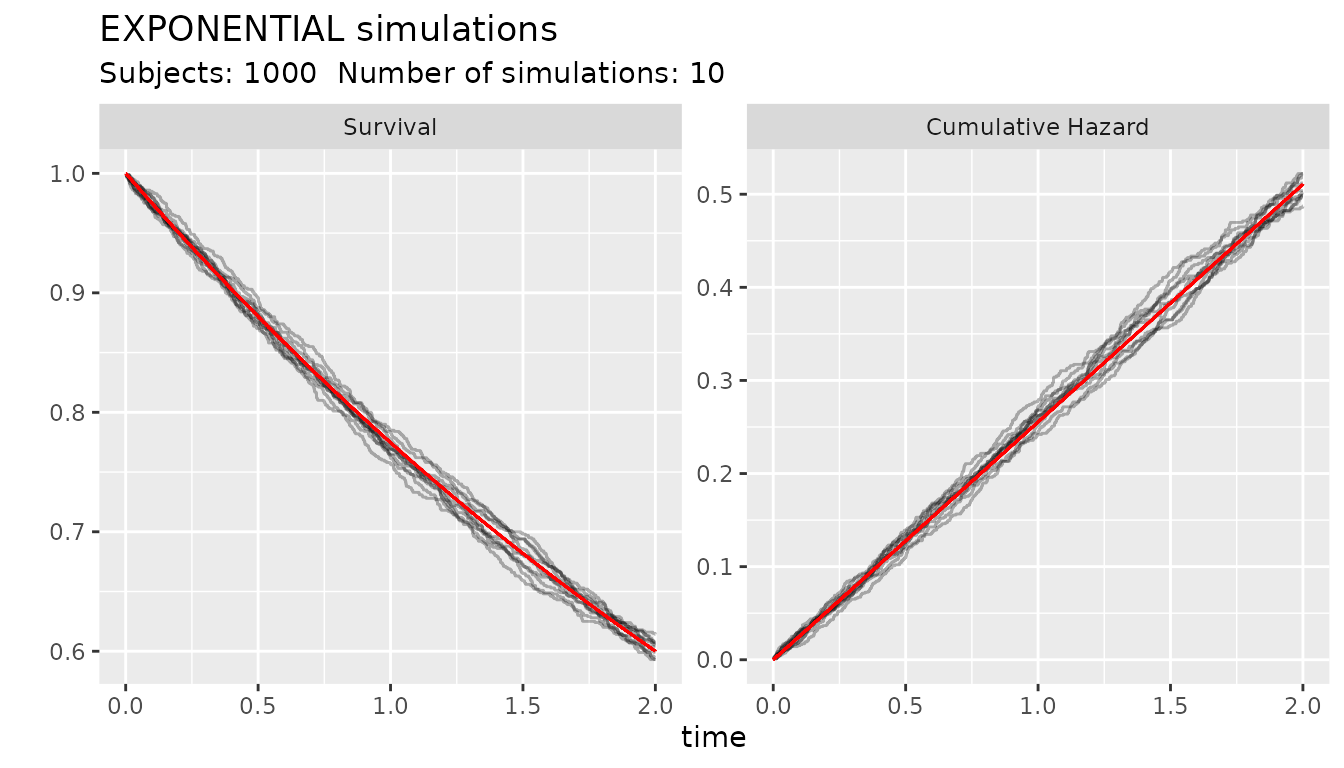 EXPONENTIAL simulations
Subjects: 1000  Number of simulations: 10
Survival
1.0
0.9
0.8
0.7
0.6
0.0 0.5 1.0 1.5 2.0
Cumulative Hazard
0.5
0.4
0.3
0.2
0.1
0.0
0.0 0.5 1.0 1.5 2.0
time